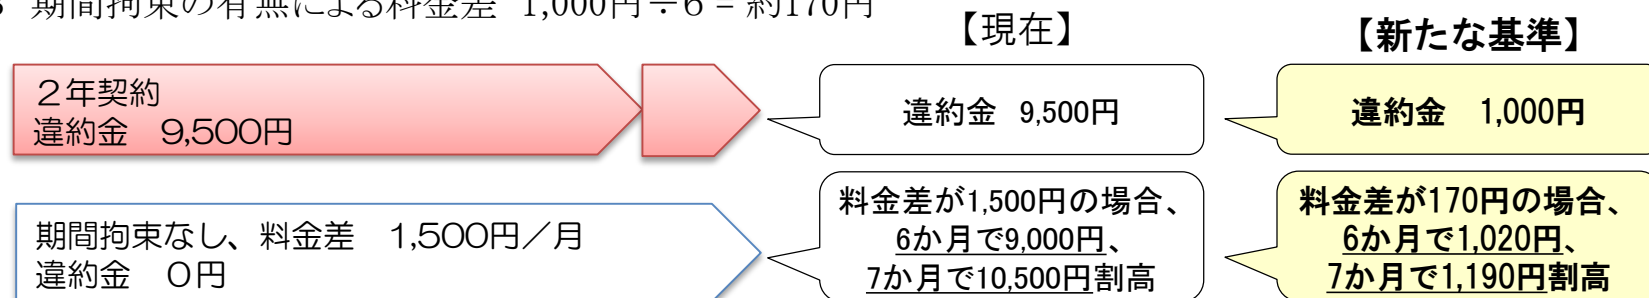 期間拘束の有無による料金差 1,000円÷6 = 約170円
【現在】
【新たな基準】
２年契約
違約金　9,500円
違約金 9,500円
違約金　1,000円
期間拘束なし、料金差　1,500円／月
違約金　０円
料金差が1,500円の場合、
6か月で9,000円、
7か月で10,500円割高
料金差が170円の場合、
6か月で1,020円、
7か月で1,190円割高